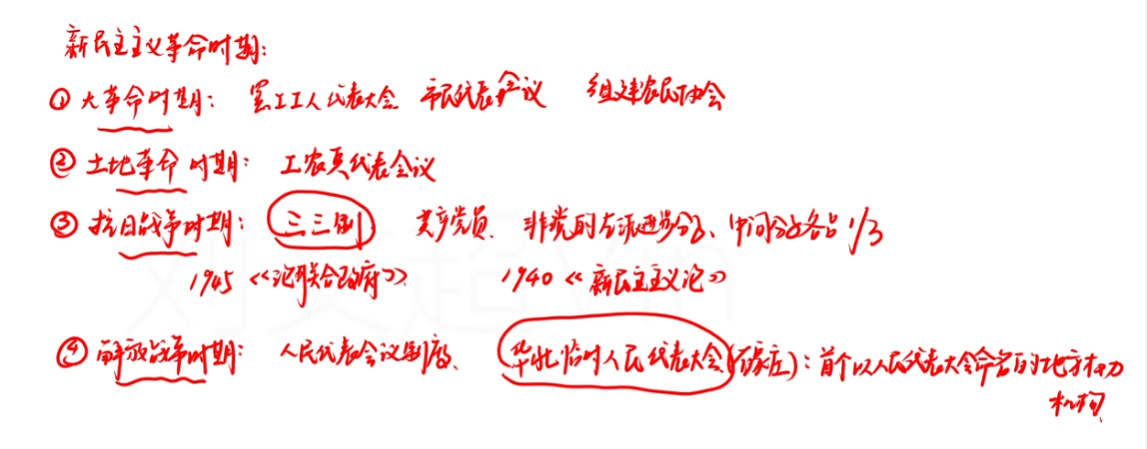 新民主主义革命时期:
① 大革命时期: 罢工工人代表大会 市民代表会议 组建农民协会
② 土地革命时期: 工农兵代表会议
③ 抗日战争时期: 三三制 共产党员、非党的左派进步分子、中间分子各占 1/3
1945 《论联合政府》 1940 《新民主主义论》
④ 解放战争时期: 人民代表会议制度、 华北临时人民代表大会(石家庄): 首个以人民代表大会命名的地方权力
机构